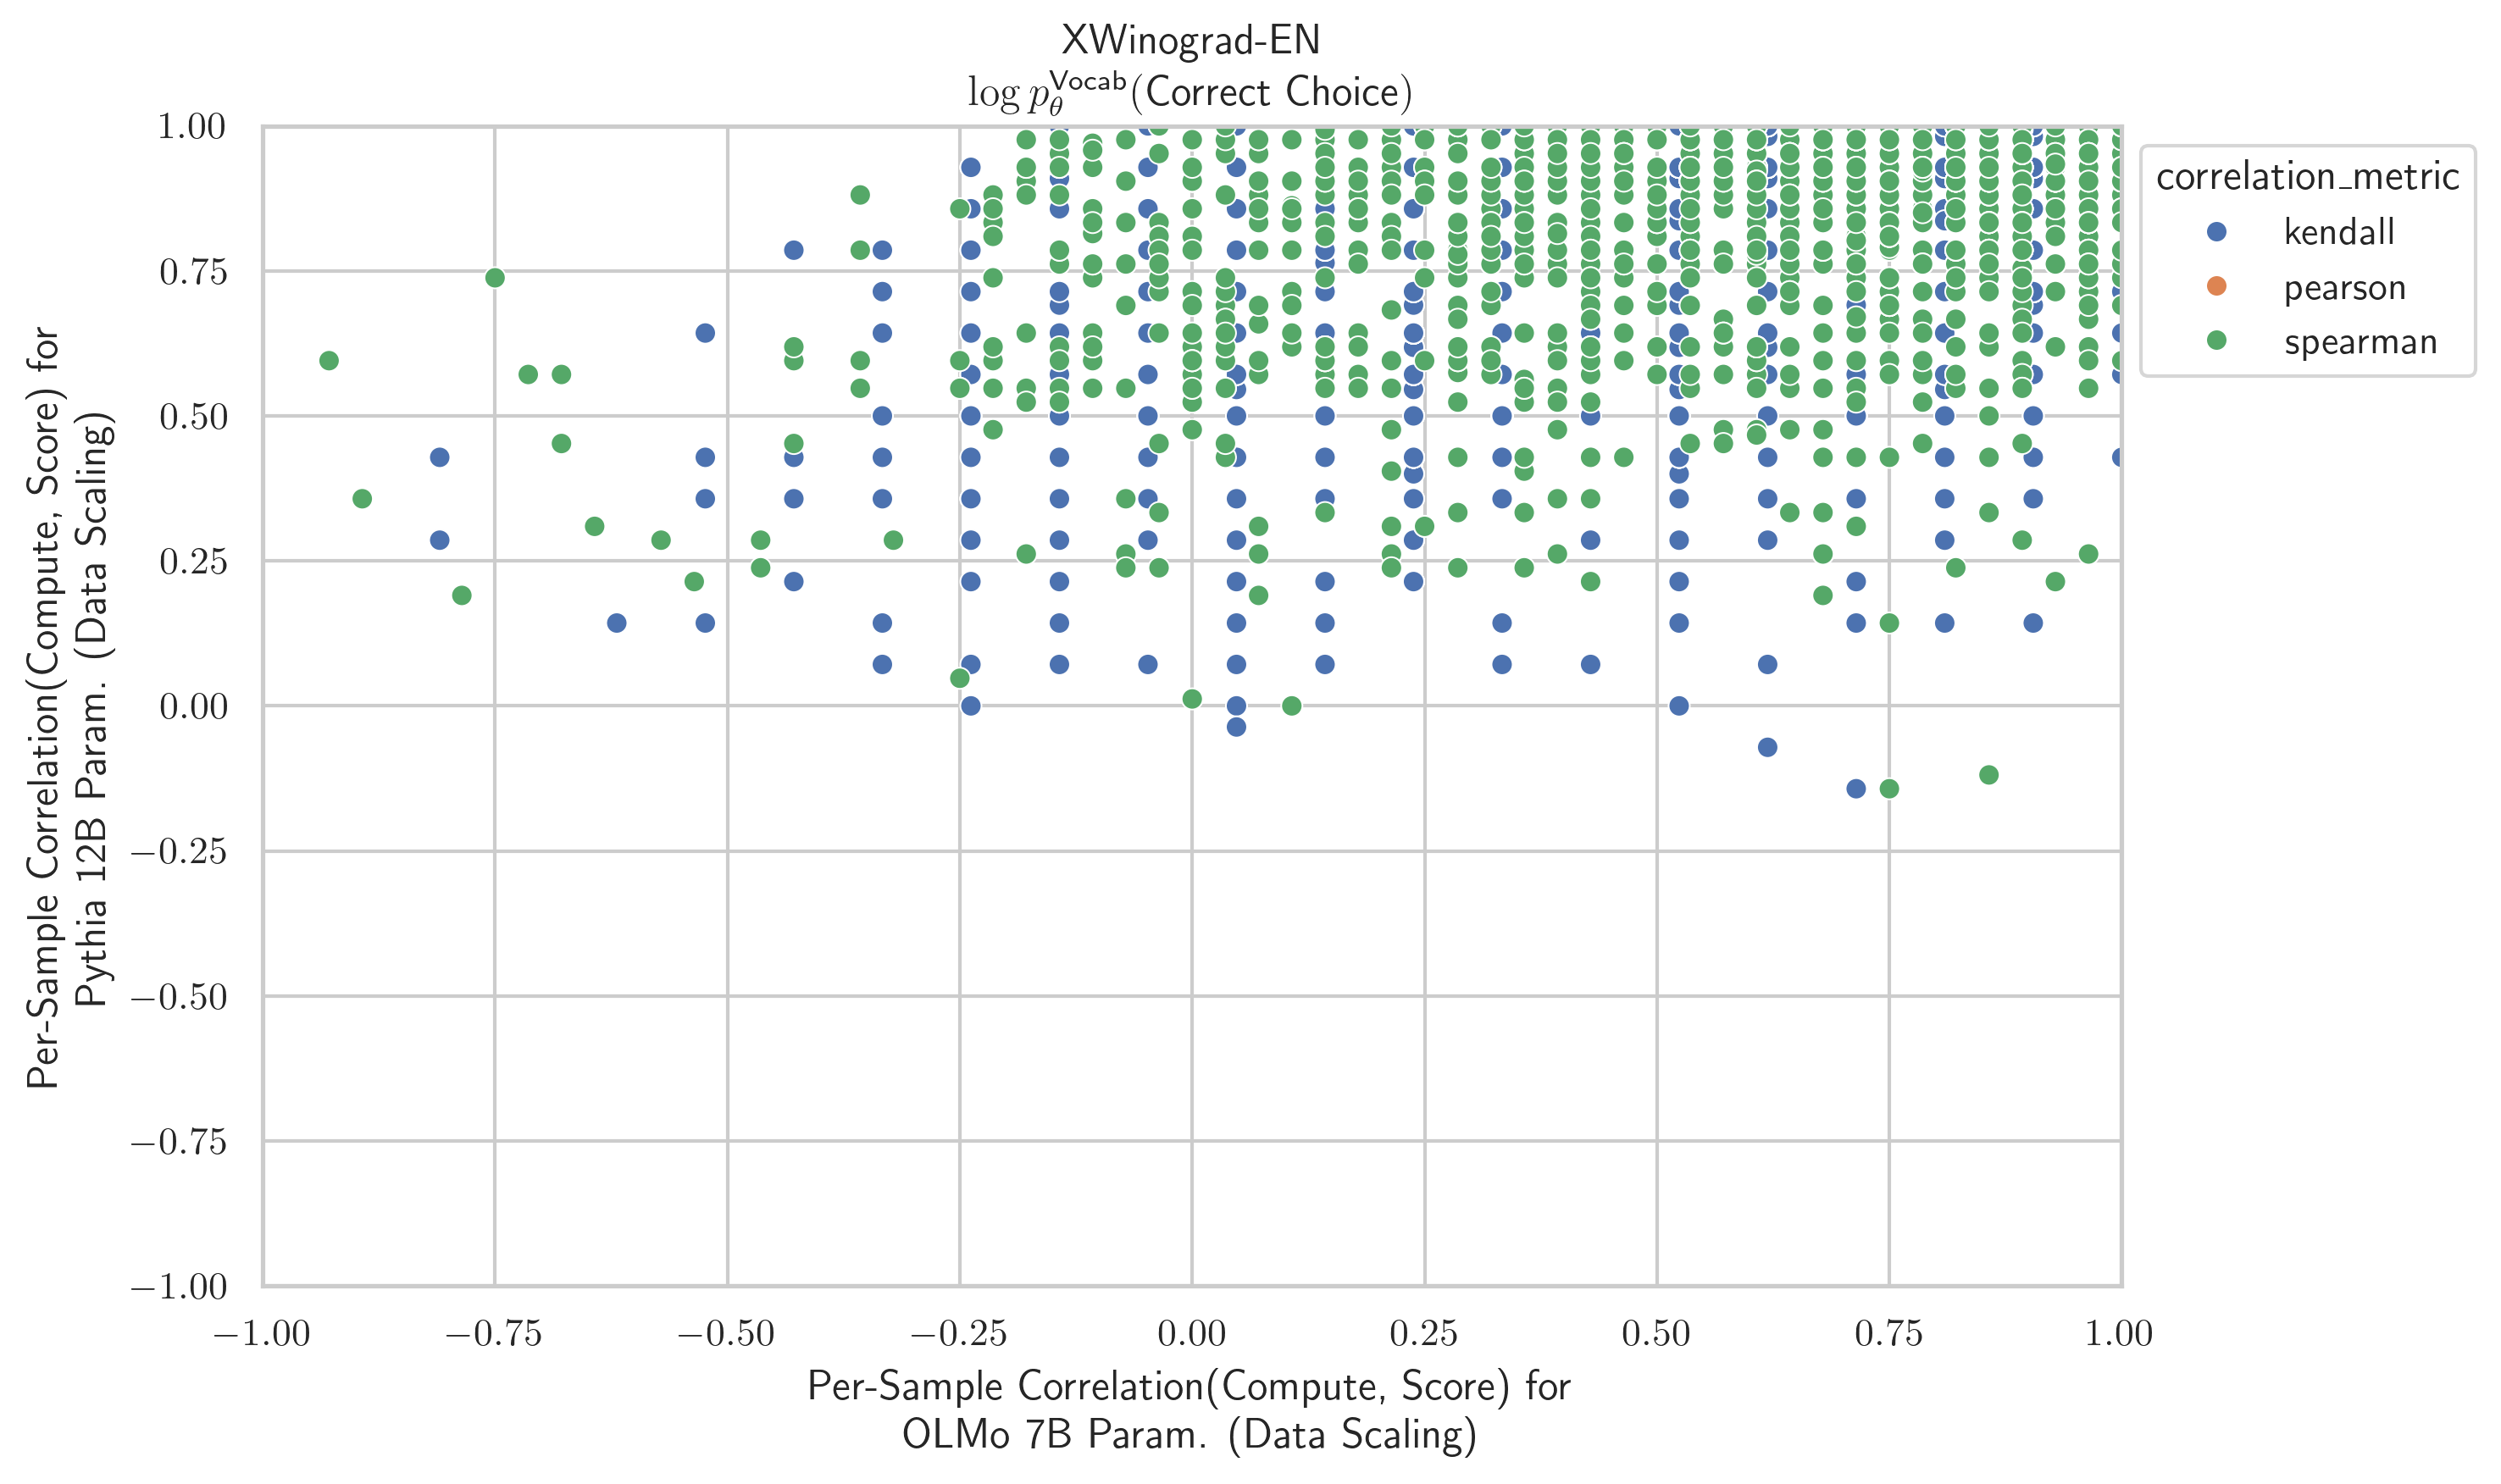 XWinograd-EN
log p_θ^Vocab(Correct Choice)
1.00
0.75
0.50
0.25
0.00
−0.25
−0.50
−0.75
−1.00
Per-Sample Correlation(Compute, Score) for
Pythia 12B Param. (Data Scaling)
−1.00 −0.75 −0.50 −0.25 0.00 0.25 0.50 0.75 1.00
Per-Sample Correlation(Compute, Score) for
OLMo 7B Param. (Data Scaling)
correlation_metric
kendall
pearson
spearman